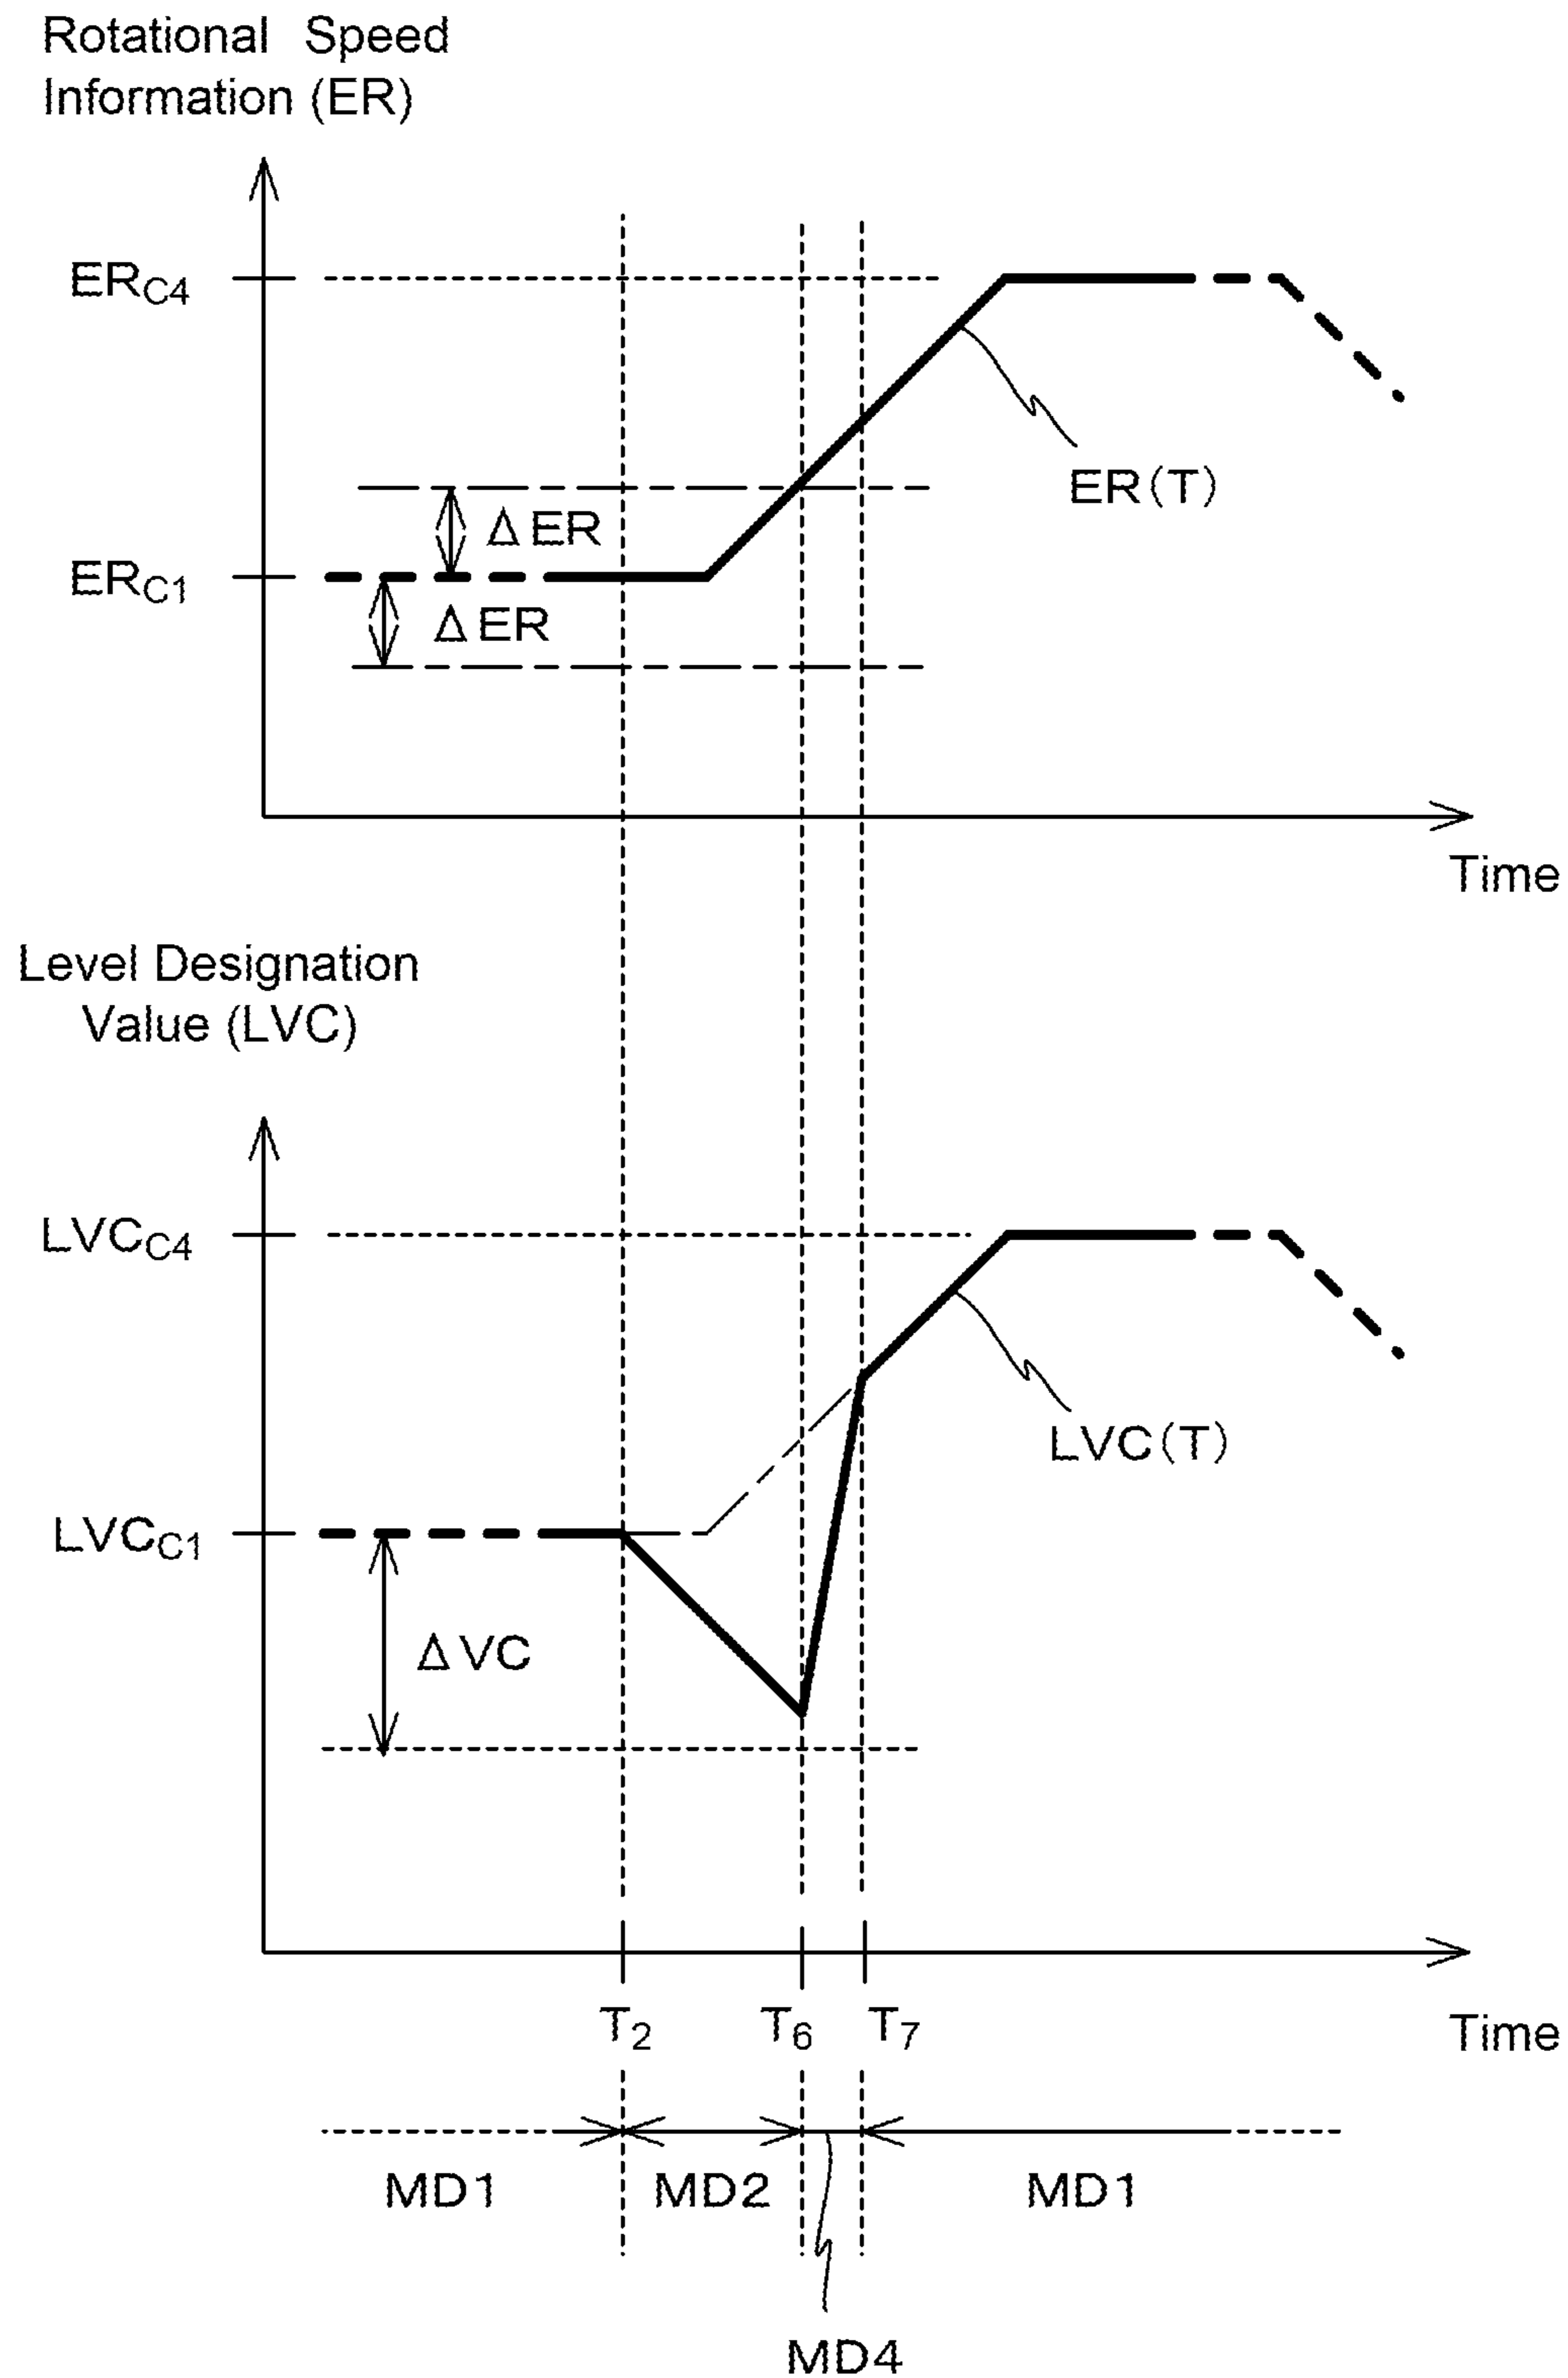 Rotational Speed
Information (ER)
ERC4
ER(T)
ΔER
ERC1
ΔER
Time
Level Designation
Value (LVC)
LVCC4
LVC(T)
LVCC1
ΔVC
T2 T6 T7
Time
MD1 MD2 MD1
MD4